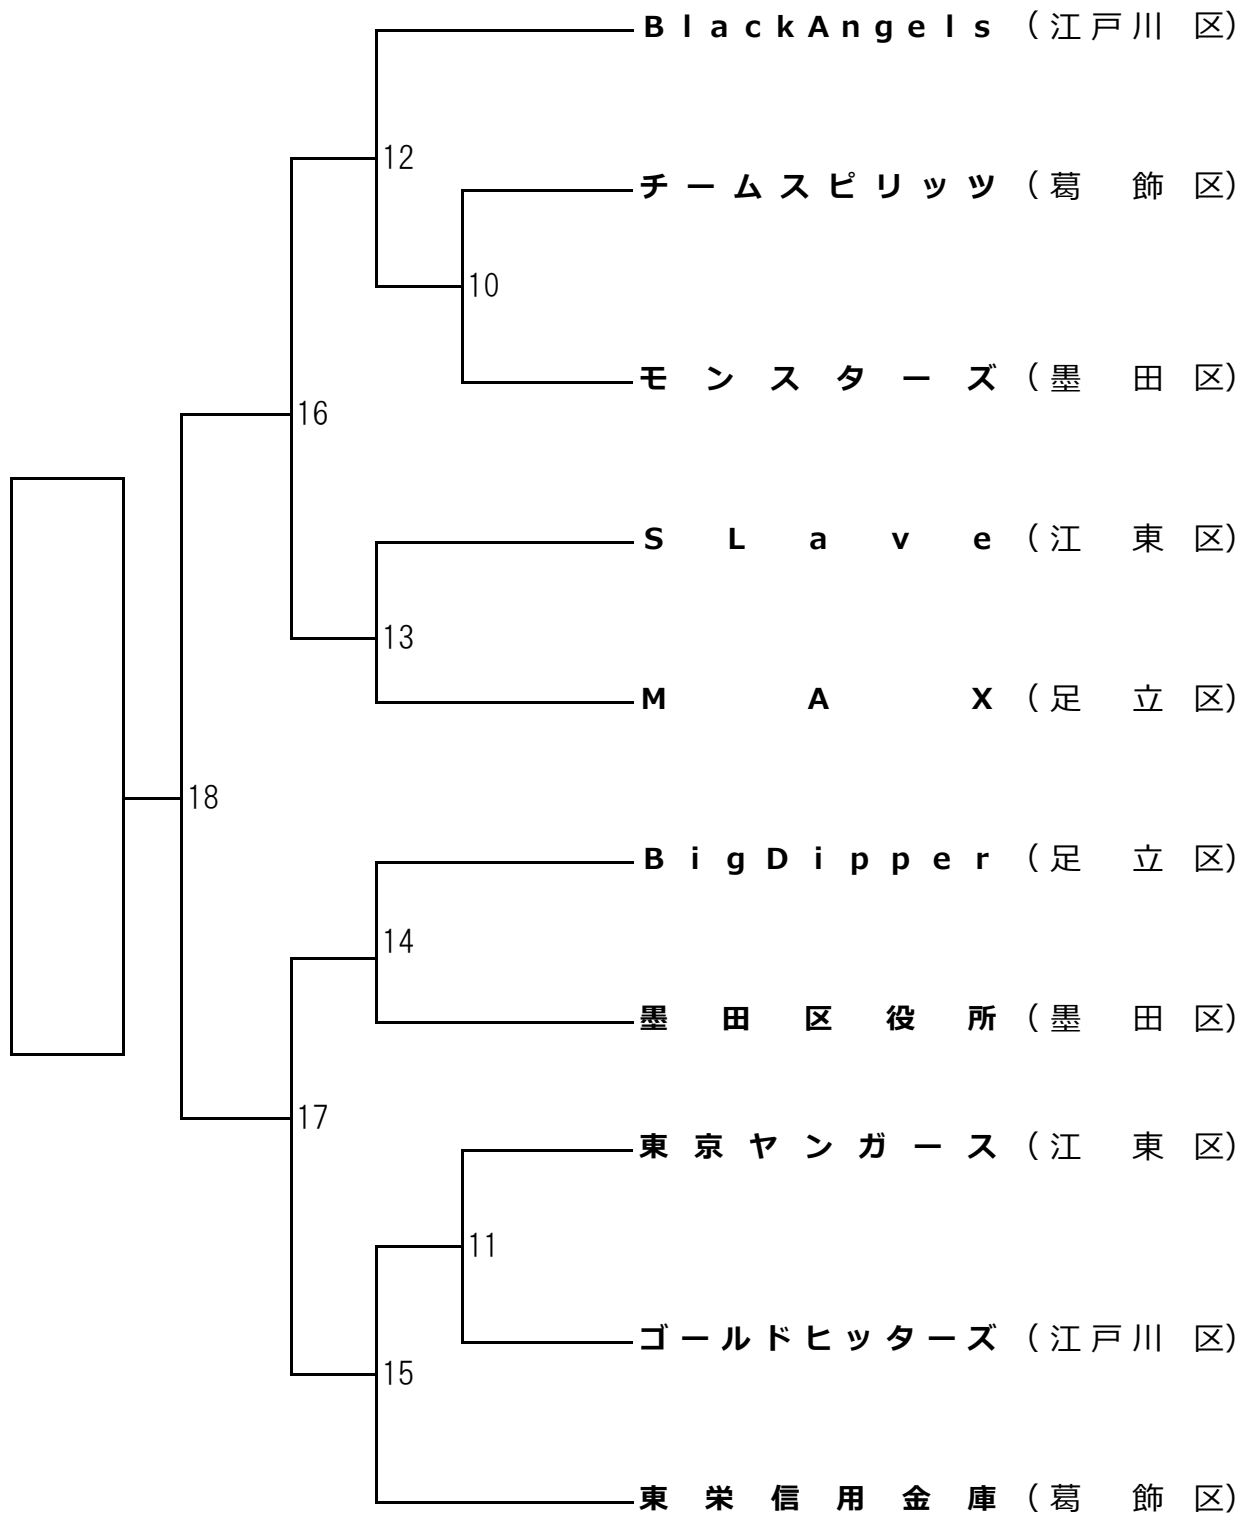 BlackAngels (江戸川区)
12
チームスピリッツ (葛飾区)
10
モンスターズ (墨田区)
16
SLave (江東区)
13
MAX (足立区)
18
BigDipper (足立区)
14
墨田区役所 (墨田区)
17
東京ヤンガース (江東区)
11
ゴールドヒッターズ (江戸川区)
15
東栄信用金庫 (葛飾区)